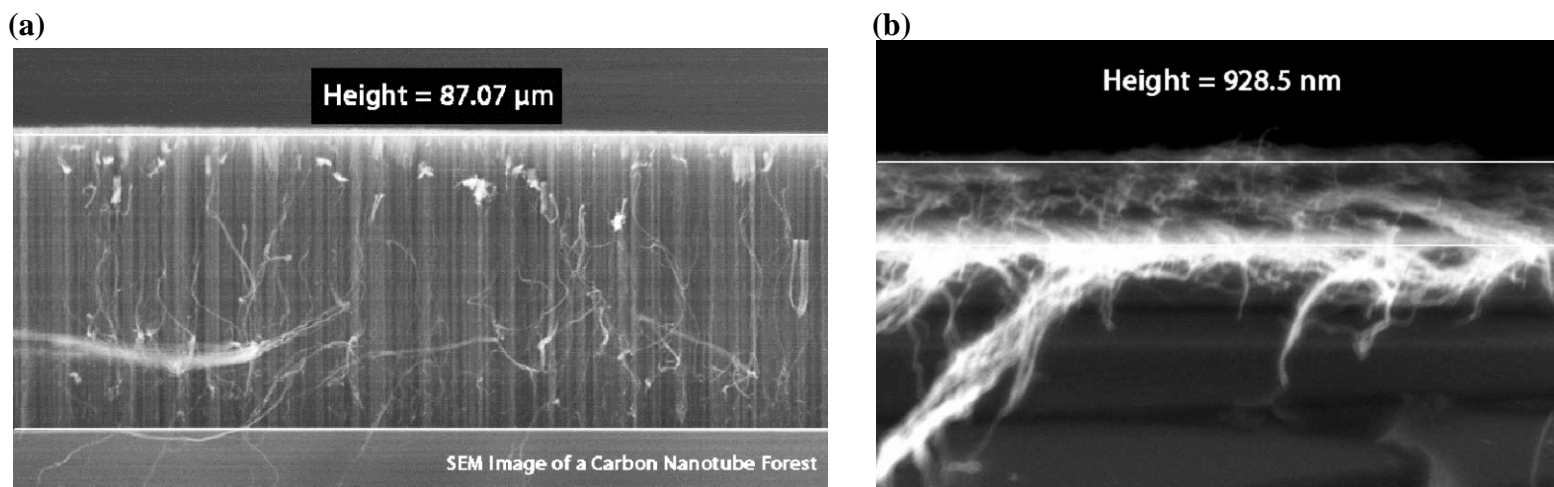 (a)
Height = 87.07 µm
SEM Image of a Carbon Nanotube Forest
(b)
Height = 928.5 nm